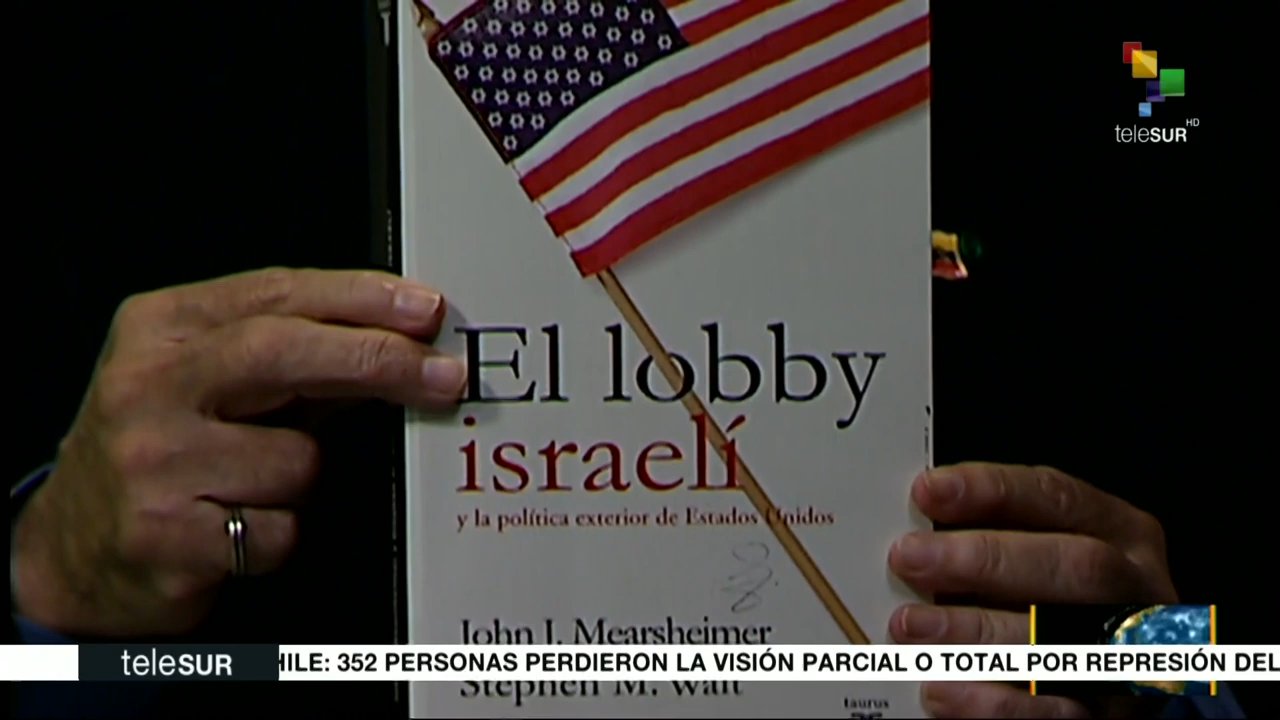 teleSUR HD
El lobby
israelí
y la política exterior de Estados Unidos
John J. Mearsheimer
Stephen M. Walt
taurus
teleSUR
HILE: 352 PERSONAS PERDIERON LA VISIÓN PARCIAL O TOTAL POR REPRESIÓN DEL